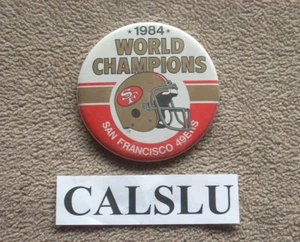 1984
WORLD
CHAMPIONS
SF
SAN FRANCISCO 49ERS
CALSLU